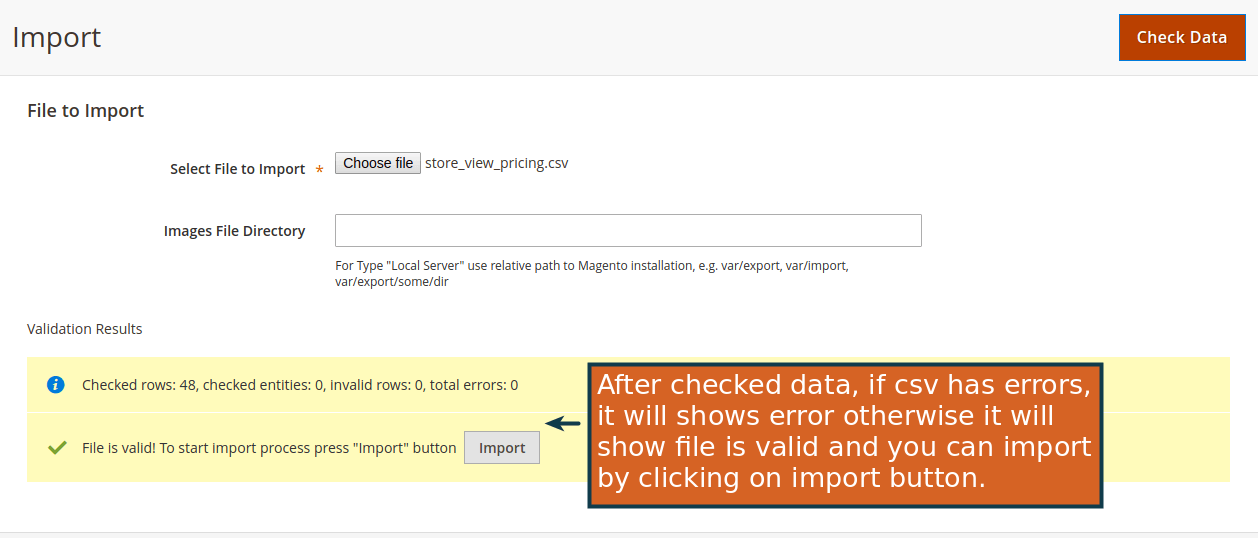 Import
Check Data
File to Import
Select File to Import *
Choose file store_view_pricing.csv
Images File Directory
For Type "Local Server" use relative path to Magento installation, e.g. var/export, var/import,
var/export/some/dir
Validation Results
Checked rows: 48, checked entities: 0, invalid rows: 0, total errors: 0
File is valid! To start import process press "Import" button
Import
After checked data, if csv has errors,
it will shows error otherwise it will
show file is valid and you can import
by clicking on import button.